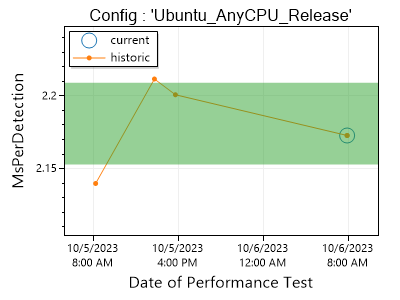 Config : 'Ubuntu_AnyCPU_Release'
current
historic
MsPerDetection
2.2
2.15
10/5/2023 10/5/2023 10/6/2023 10/6/2023
8:00 AM 4:00 PM 12:00 AM 8:00 AM
Date of Performance Test